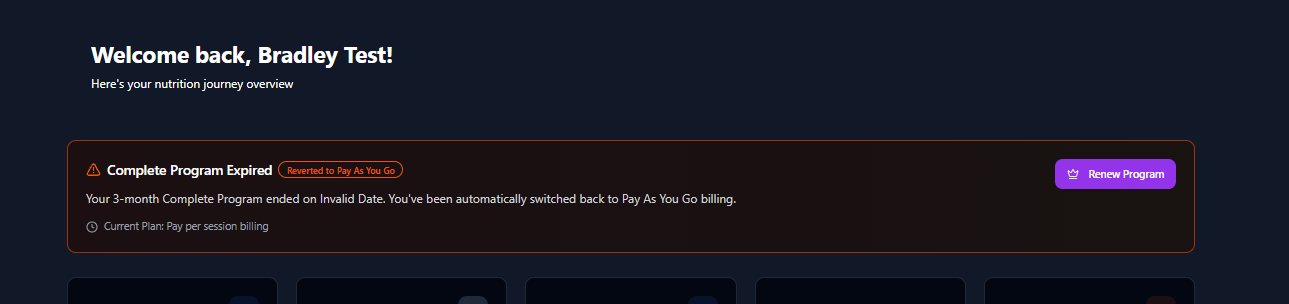 Welcome back, Bradley Test!
Here's your nutrition journey overview
Complete Program Expired
Reverted to Pay As You Go
Renew Program
Your 3-month Complete Program ended on Invalid Date. You've been automatically switched back to Pay As You Go billing.
Current Plan: Pay per session billing